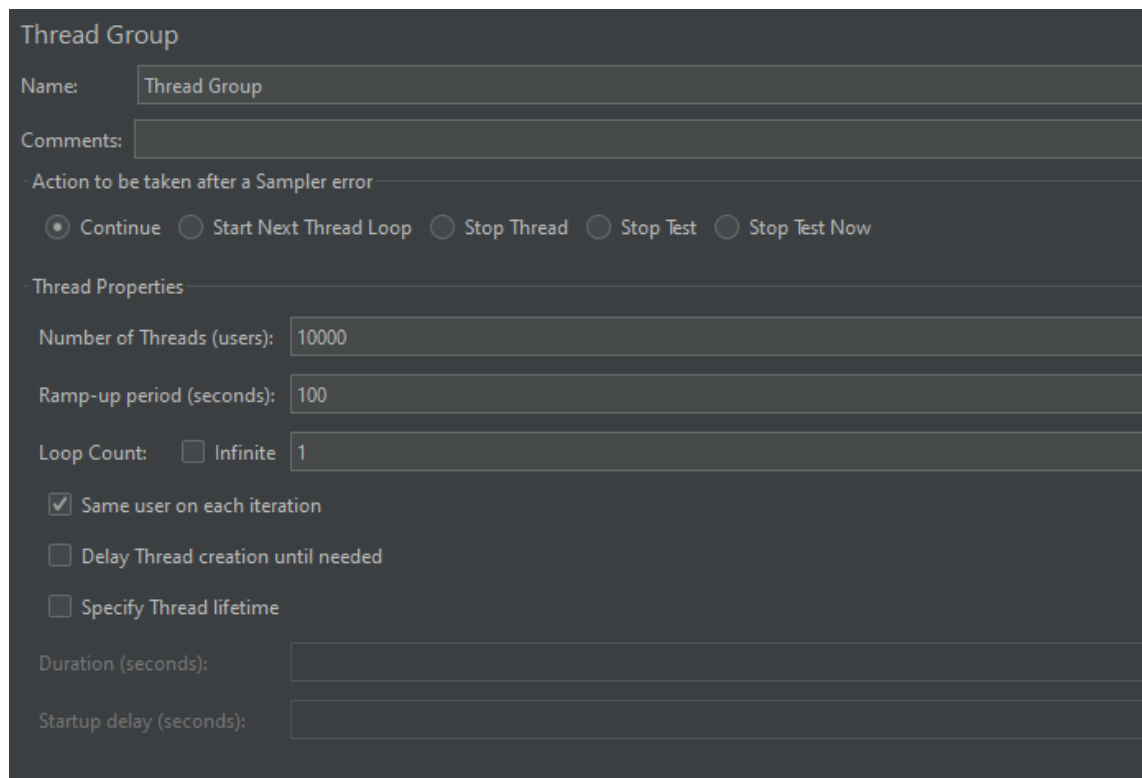 Thread Group
Name: Thread Group
Comments:
Action to be taken after a Sampler error
Continue Start Next Thread Loop Stop Thread Stop Test Stop Test Now
Thread Properties
Number of Threads (users): 10000
Ramp-up period (seconds): 100
Loop Count: Infinite 1
Same user on each iteration
Delay Thread creation until needed
Specify Thread lifetime
Duration (seconds):
Startup delay (seconds):